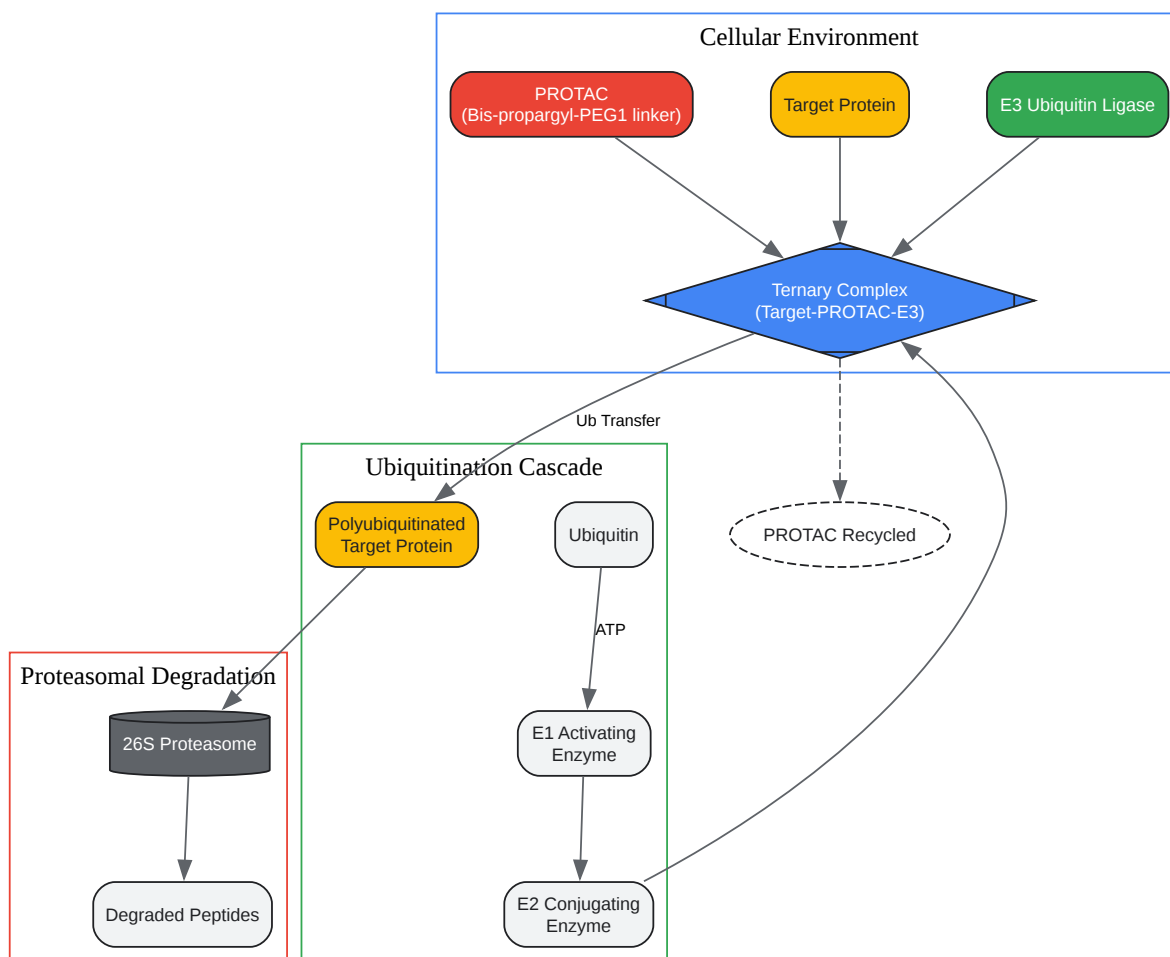 Cellular Environment
PROTAC
(Bis-propargyl-PEG1 linker)
Target Protein
E3 Ubiquitin Ligase
Ternary Complex
(Target-PROTAC-E3)
Ub Transfer
Ubiquitination Cascade
Polyubiquitinated
Target Protein
Ubiquitin
PROTAC Recycled
ATP
Proteasomal Degradation
26S Proteasome
E1 Activating
Enzyme
Degraded Peptides
E2 Conjugating
Enzyme